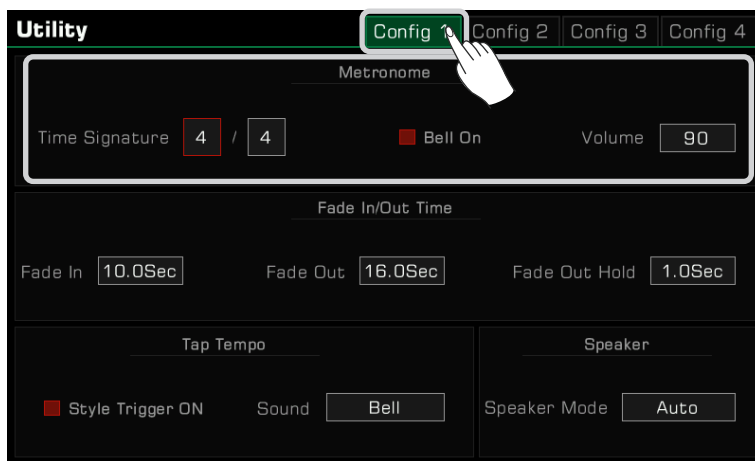 Utility Config 1 Config 2 Config 3 Config 4
Metronome
Time Signature 4 / 4 Bell On Volume 90
Fade In/Out Time
Fade In 10.0Sec Fade Out 16.0Sec Fade Out Hold 1.0Sec
Tap Tempo Speaker
Style Trigger ON Sound Bell Speaker Mode Auto